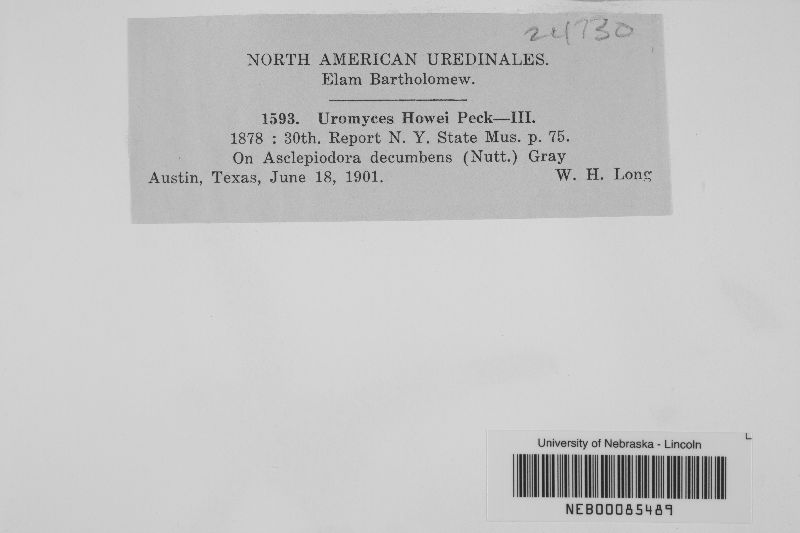 24730
NORTH AMERICAN UREDINALES.
Elam Bartholomew.
1593. Uromyces Howei Peck—III.
1878 : 30th. Report N. Y. State Mus. p. 75.
On Asclepiodora decumbens (Nutt.) Gray
Austin, Texas, June 18, 1901. W. H. Long
University of Nebraska - Lincoln
L
NEB00085489